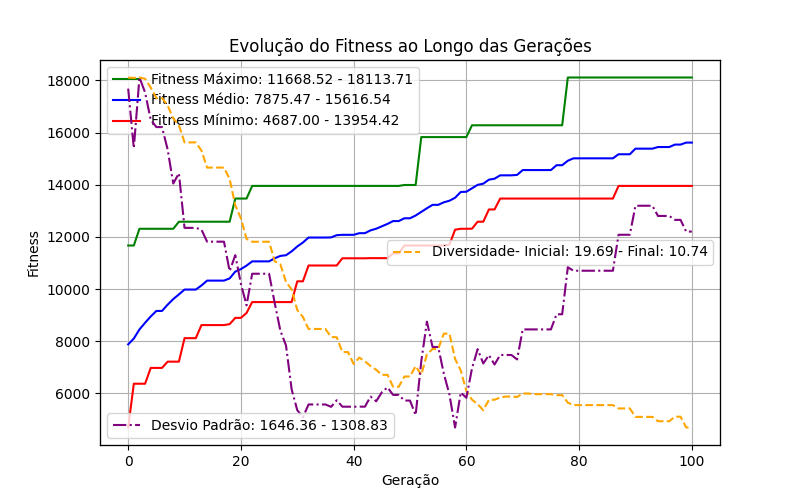 Evolução do Fitness ao Longo das Gerações
Fitness Máximo: 11668.52 - 18113.71
Fitness Médio: 7875.47 - 15616.54
Fitness Mínimo: 4687.00 - 13954.42
Diversidade- Inicial: 19.69 - Final: 10.74
Desvio Padrão: 1646.36 - 1308.83
Fitness
18000
16000
14000
12000
10000
8000
6000
0 20 40 60 80 100
Geração